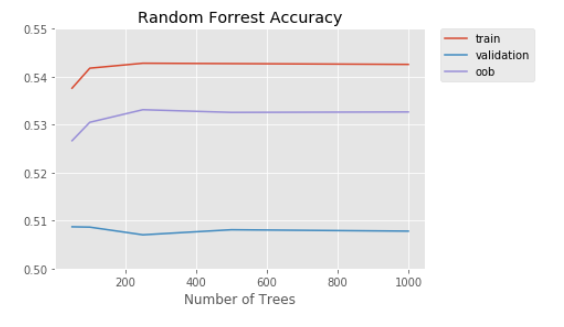 Random Forrest Accuracy
0.55
0.54
0.53
0.52
0.51
0.50
200 400 600 800 1000
Number of Trees
train
validation
oob